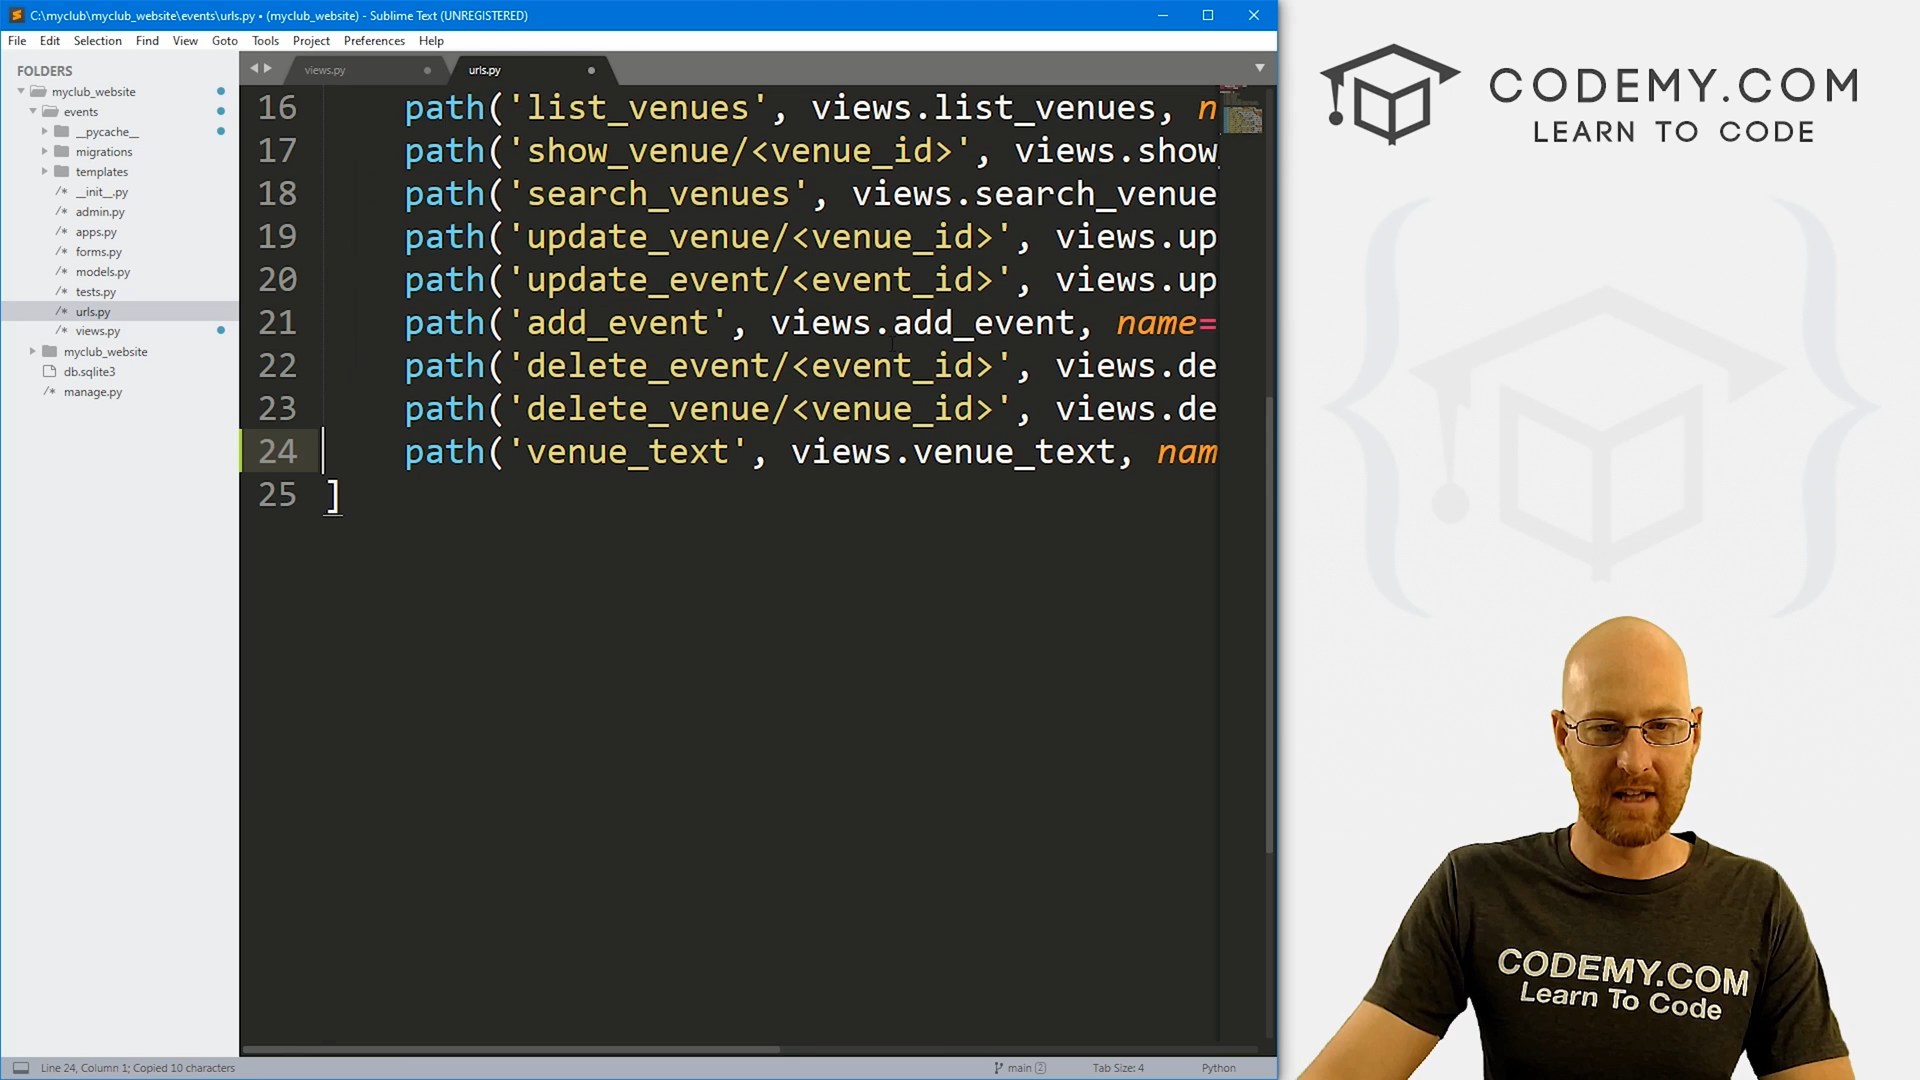 C:\myclub\myclub_website\events\urls.py • (myclub_website) - Sublime Text (UNREGISTERED)
File Edit Selection Find View Goto Tools Project Preferences Help
FOLDERS
myclub_website
events
__pycache__
migrations
templates
__init__.py
admin.py
apps.py
forms.py
models.py
tests.py
urls.py
views.py
myclub_website
db.sqlite3
manage.py
views.py
urls.py
16 path('list_venues', views.list_venues, n
17 path('show_venue/<venue_id>', views.show_
18 path('search_venues', views.search_venue
19 path('update_venue/<venue_id>', views.up
20 path('update_event/<event_id>', views.up
21 path('add_event', views.add_event, name=
22 path('delete_event/<event_id>', views.de
23 path('delete_venue/<venue_id>', views.de
24 path('venue_text', views.venue_text, nam
25 ]
Line 24, Column 1; Copied 10 characters
main 2
Tab Size: 4
Python
CODEMY.COM
LEARN TO CODE
CODEMY.COM
Learn To Code